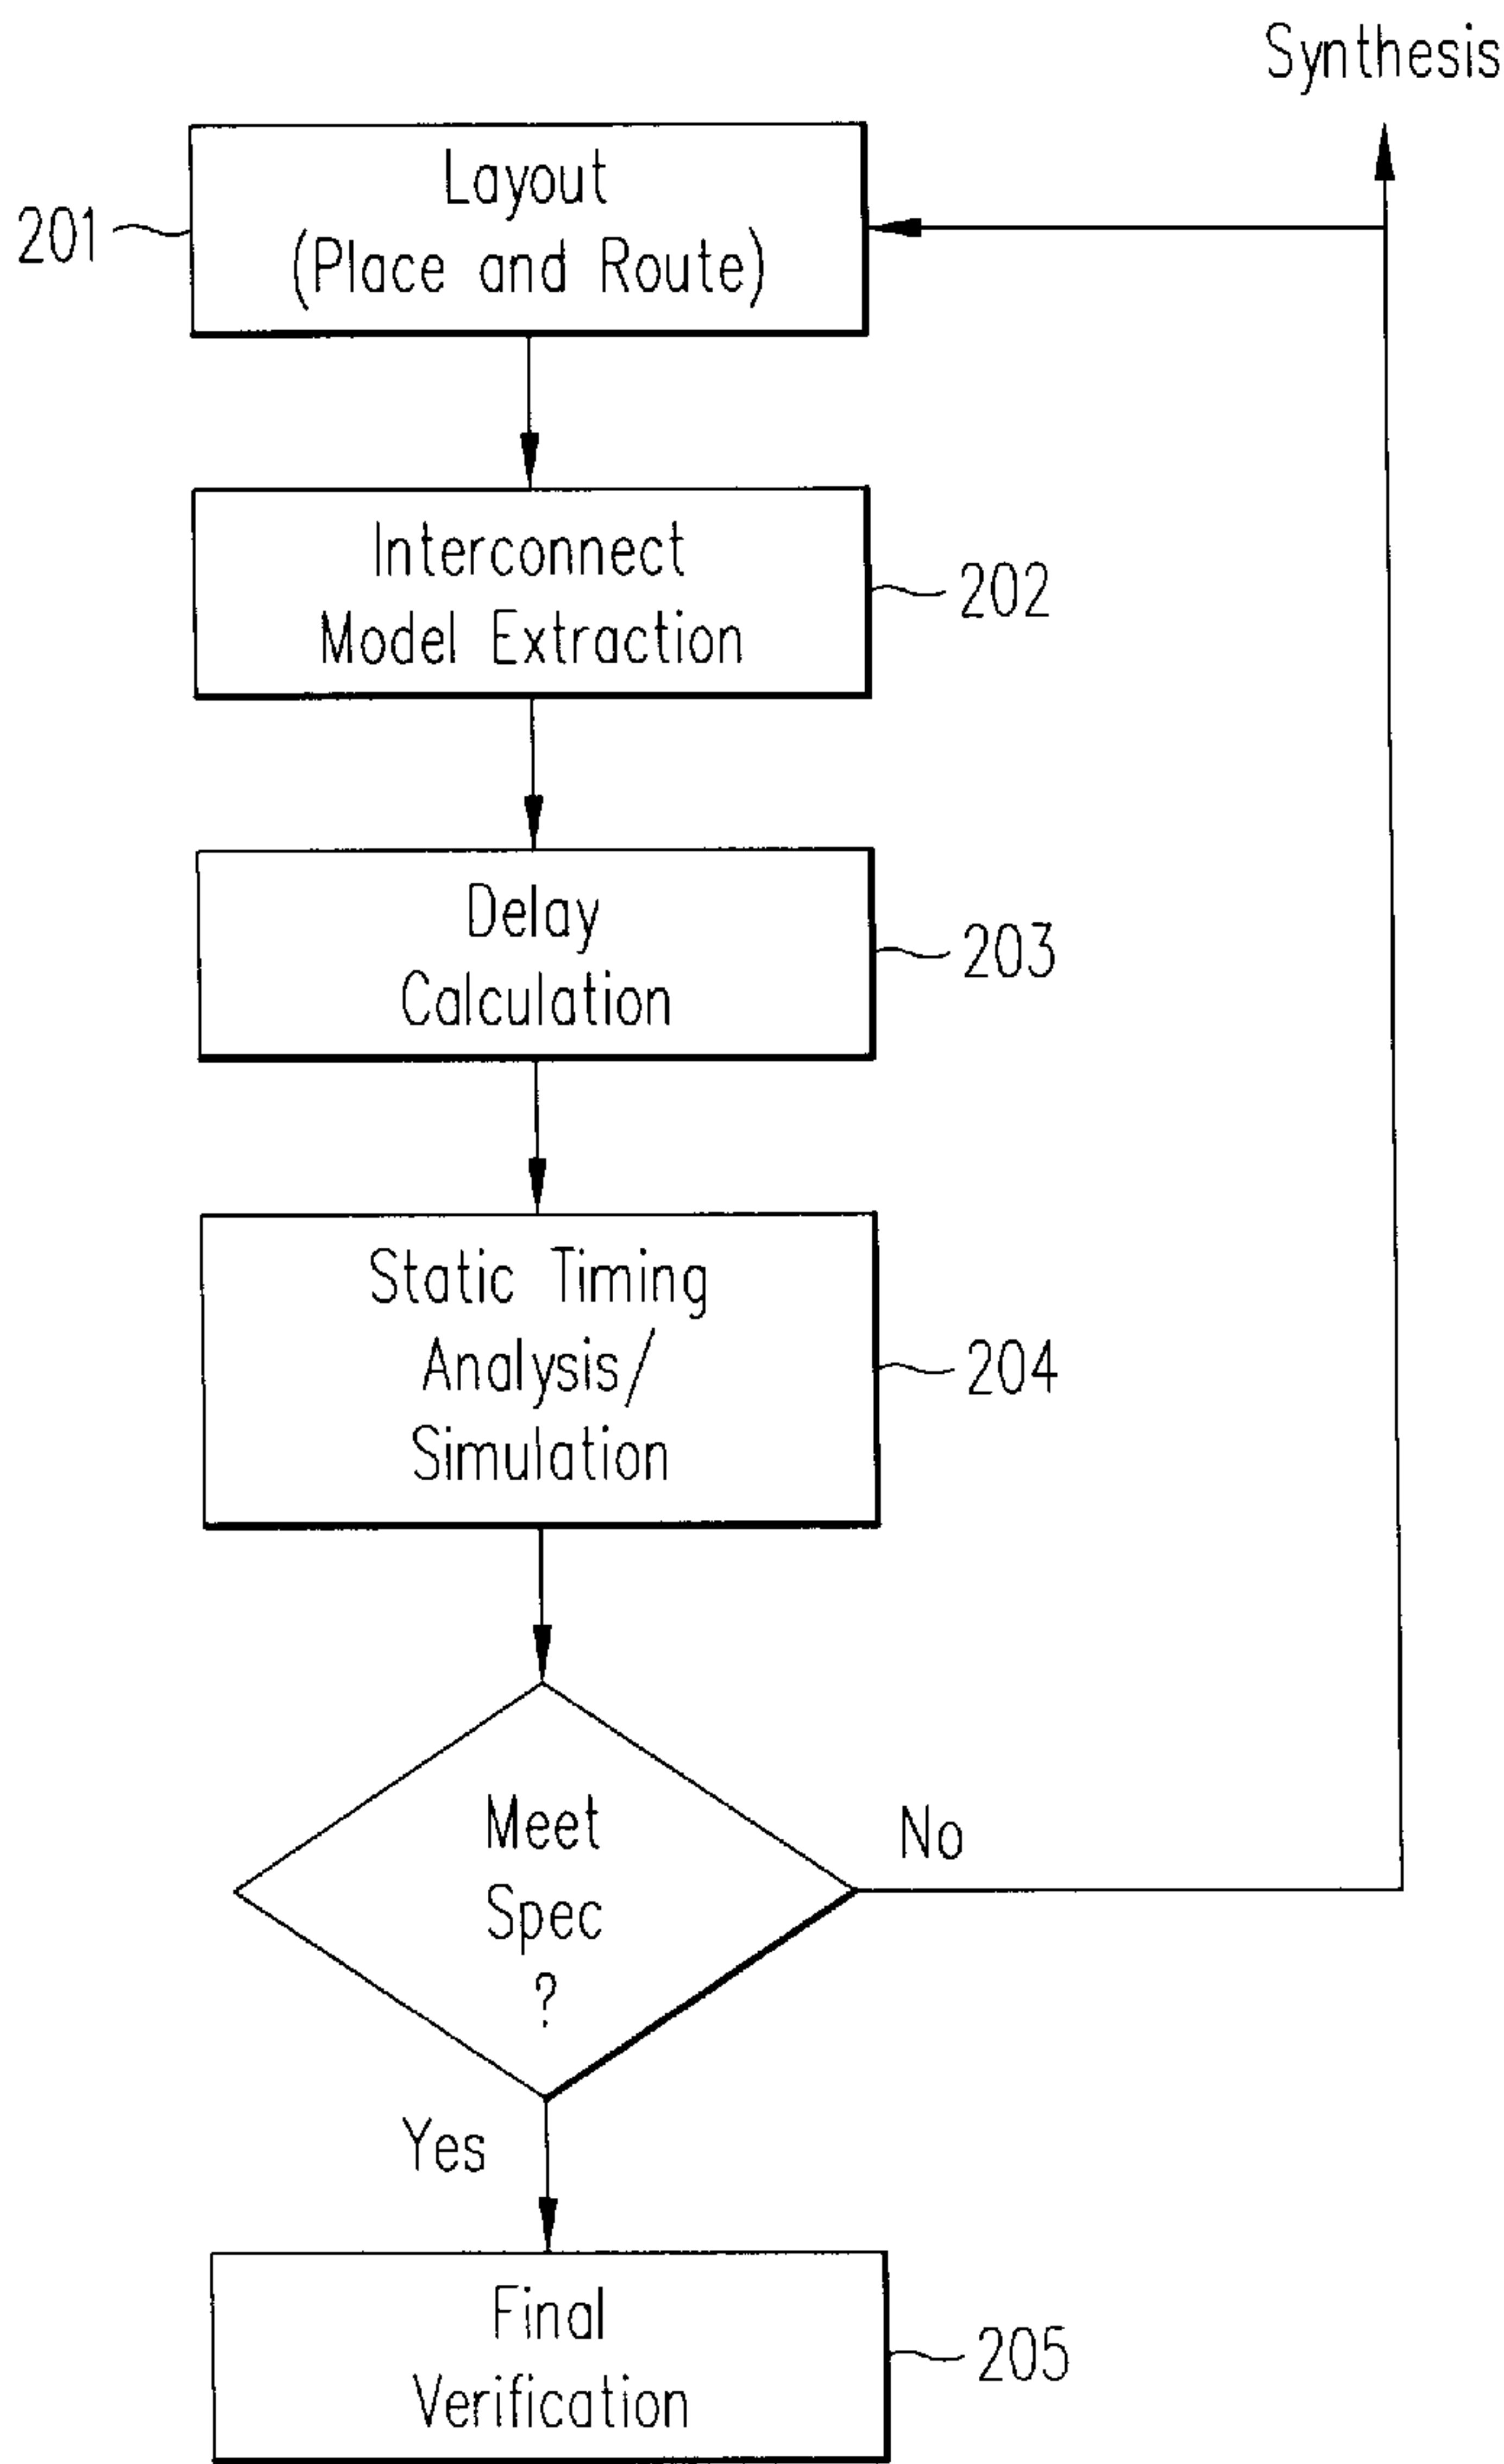 Synthesis
Layout
(Place and Route)
201
Interconnect
Model Extraction
202
Delay
Calculation
203
Static Timing
Analysis/
Simulation
204
Meet
Spec
?
No
Yes
Final
Verification
205